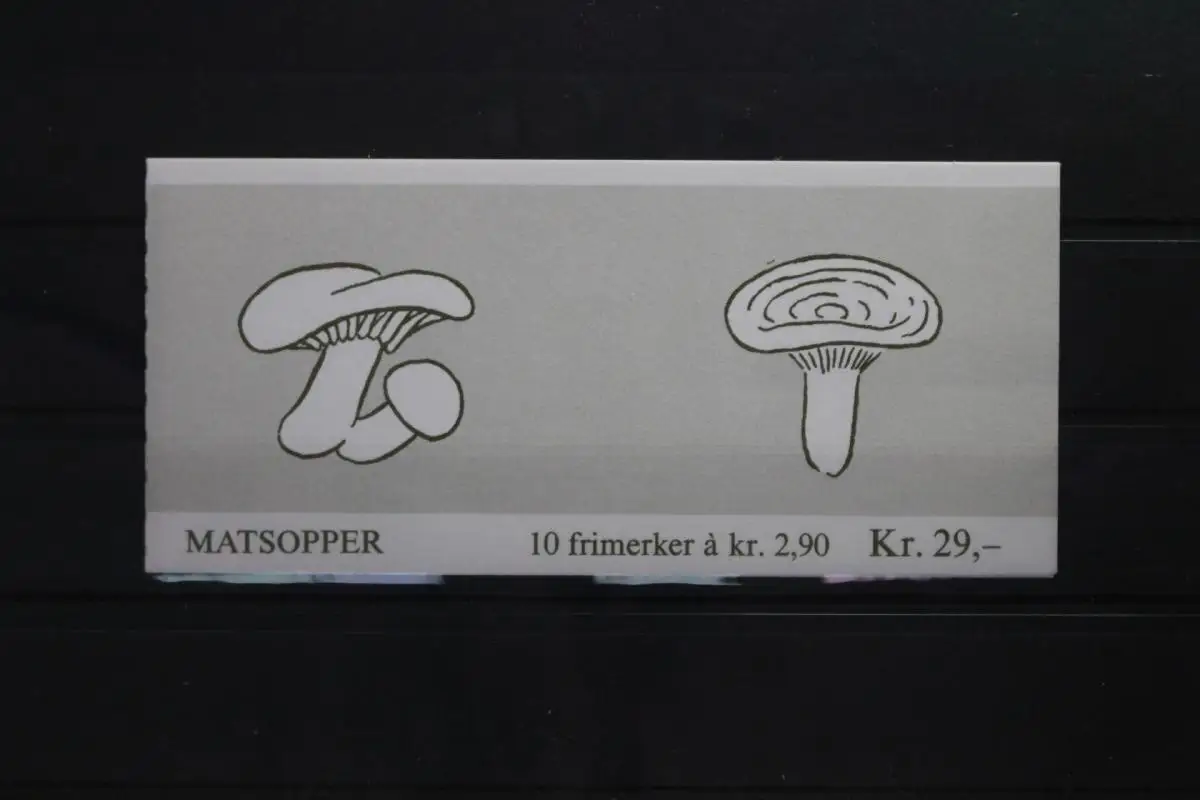 MATSOPPER 10 frimerker à kr. 2,90 Kr. 29,–